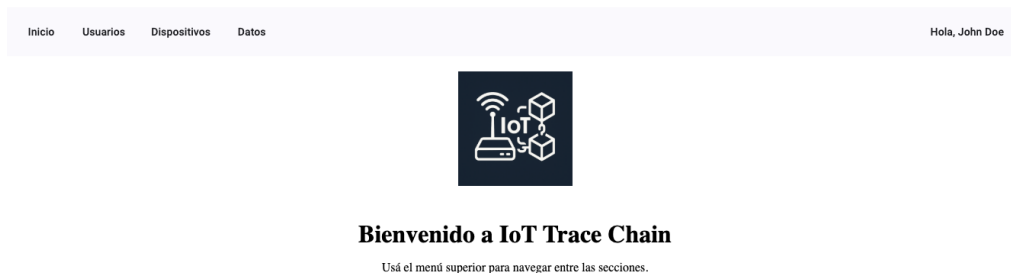 Inicio Usuarios Dispositivos Datos Hola, John Doe
IoT
Bienvenido a IoT Trace Chain
Usá el menú superior para navegar entre las secciones.